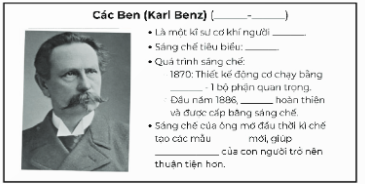 Các Ben (Karl Benz) (______-______)
• Là một kĩ sư cơ khí người ______
• Sáng chế tiêu biểu: ______
• Quá trình sáng chế:
- 1870: Thiết kế động cơ chạy bằng
______ - 1 bộ phận quan trọng.
- Đầu năm 1886, ______ hoàn thiện
và được cấp bằng sáng chế.
• Sáng chế của ông mở đầu thời kì chế
tạo các mẫu ______ mới, giúp
____________ của con người trở nên
thuận tiện hơn.